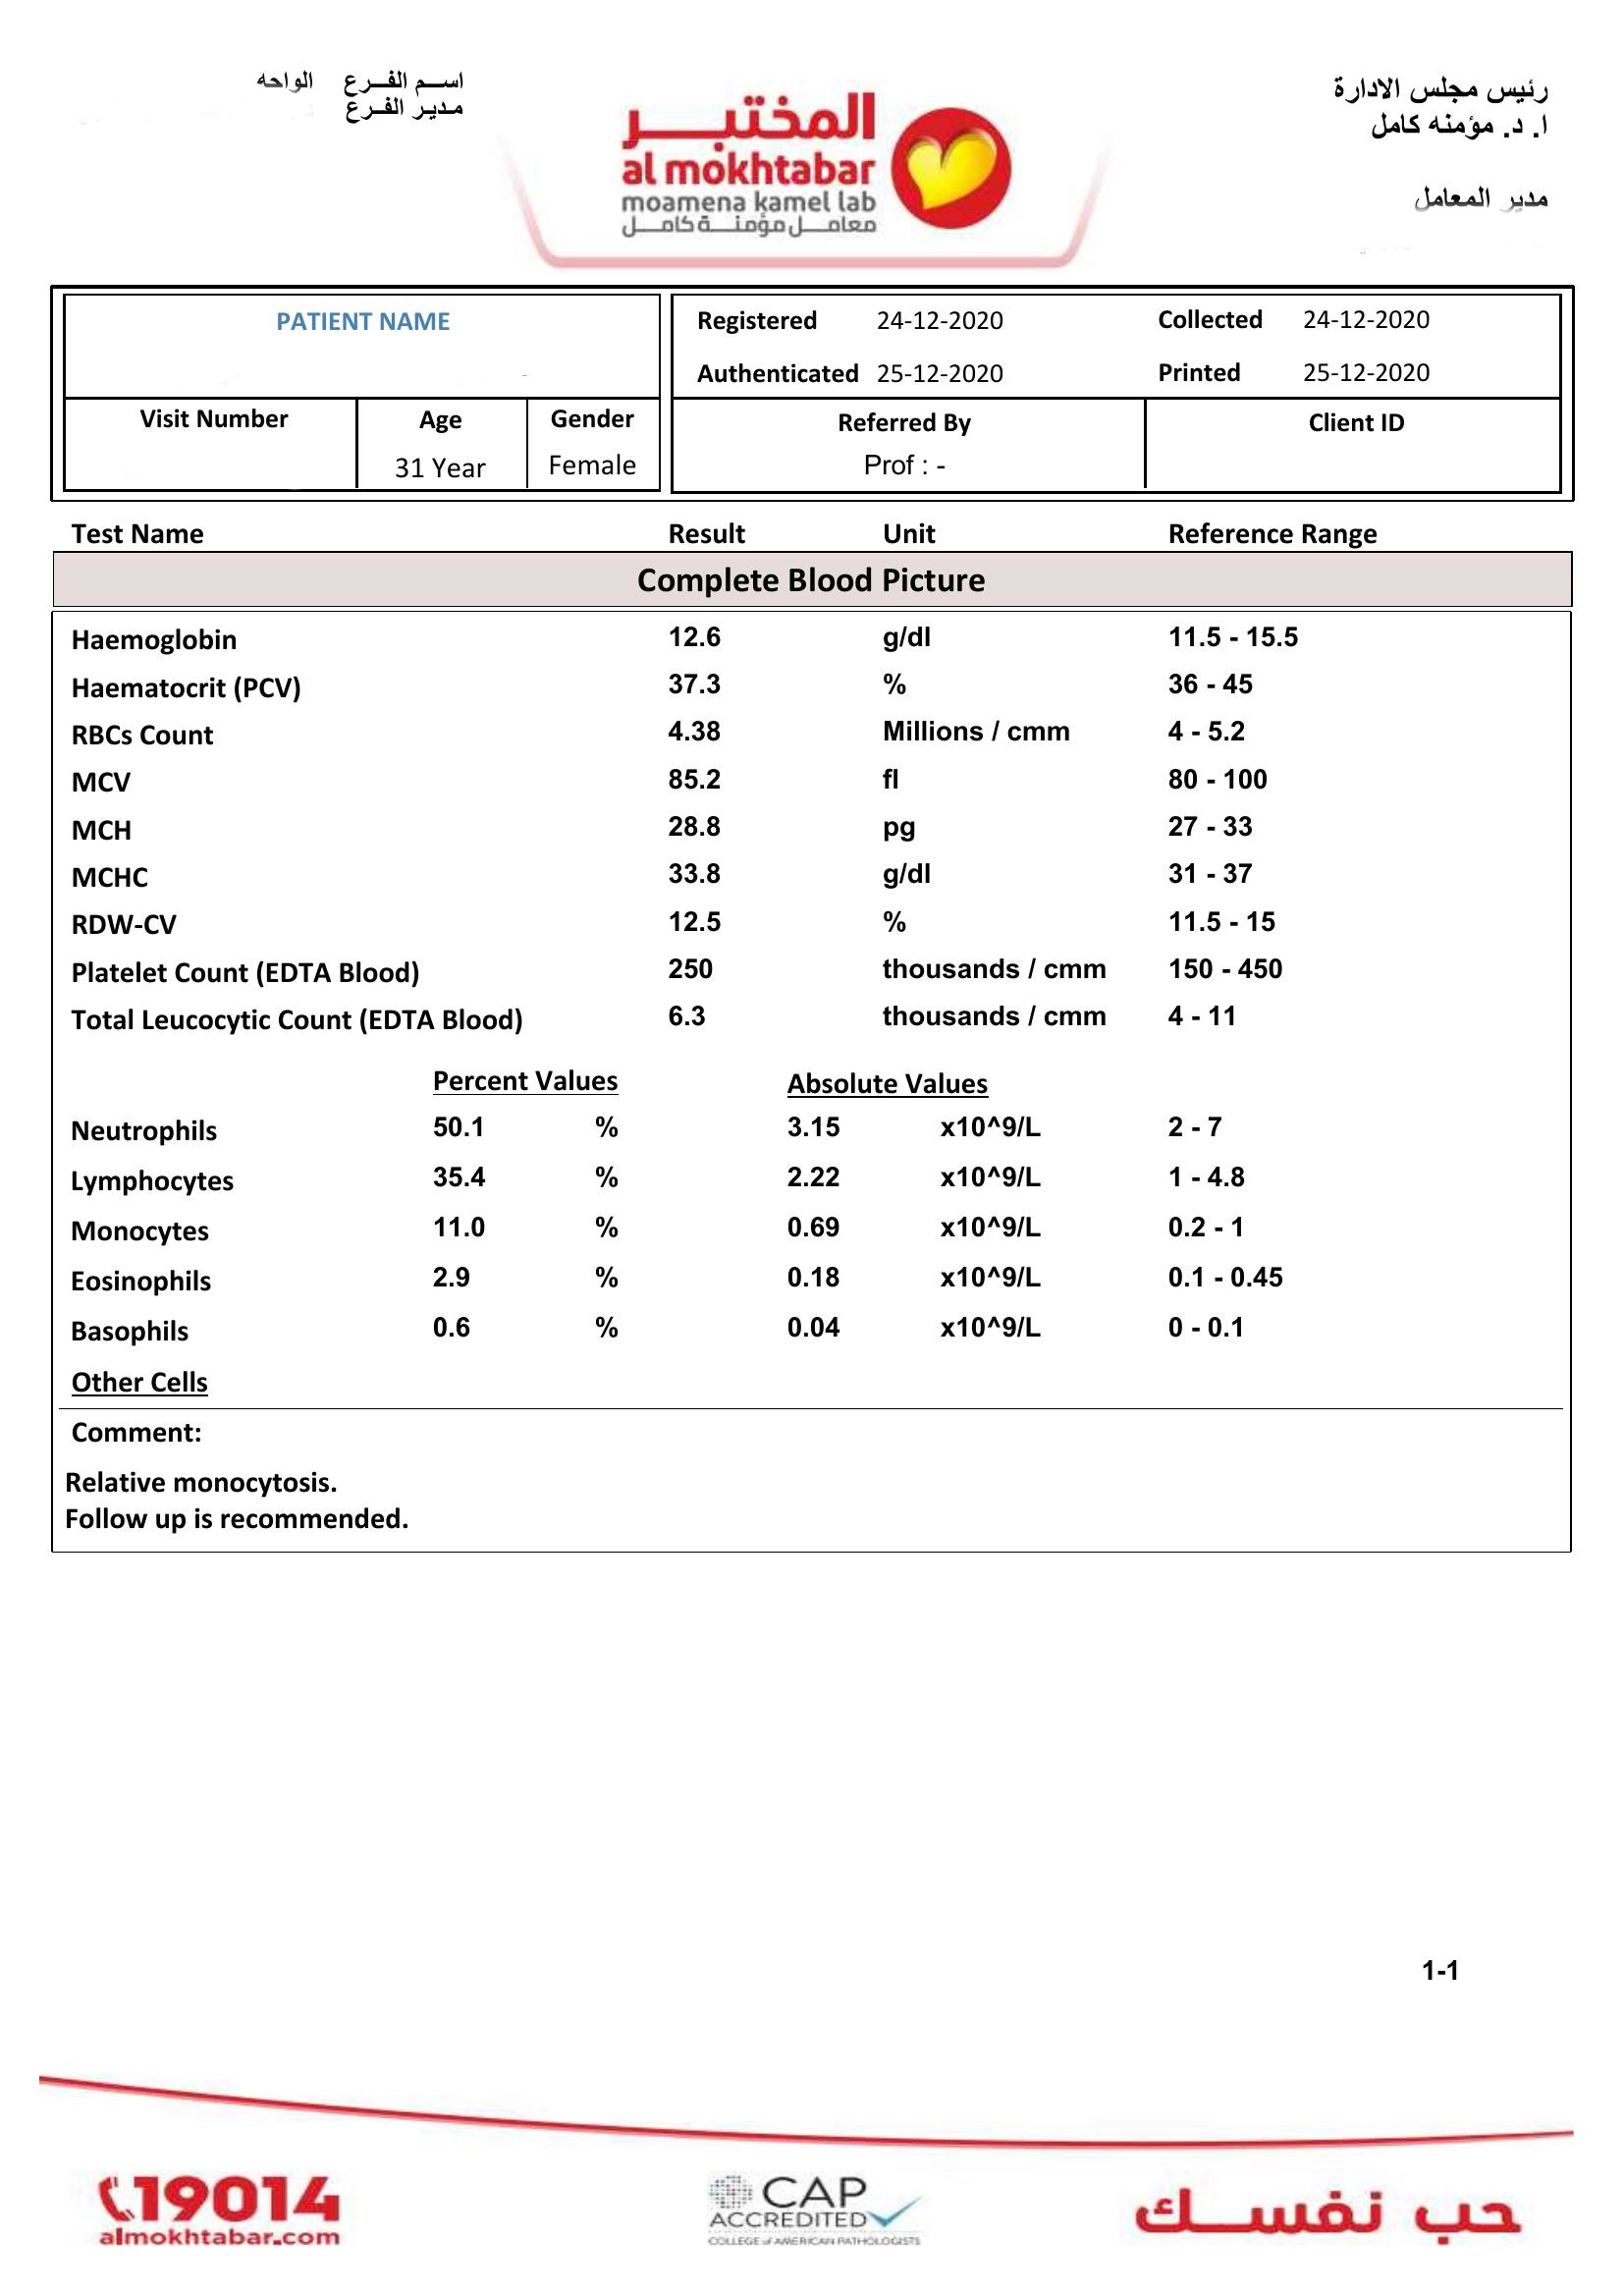 اســم الفــرع الواحه
مـديـر الفــرع
المختبـــر
al mokhtabar
moamena kamel lab
معامــل مؤمنــة كامــل
رئيس مجلس الادارة
ا. د. مؤمنه كامل
مدير المعامل
PATIENT NAME
Registered 24-12-2020 Collected 24-12-2020
Authenticated 25-12-2020 Printed 25-12-2020
Visit Number Age Gender Referred By Client ID
31 Year Female Prof : -
Test Name Result Unit Reference Range
Complete Blood Picture
Haemoglobin 12.6 g/dl 11.5 - 15.5
Haematocrit (PCV) 37.3 % 36 - 45
RBCs Count 4.38 Millions / cmm 4 - 5.2
MCV 85.2 fl 80 - 100
MCH 28.8 pg 27 - 33
MCHC 33.8 g/dl 31 - 37
RDW-CV 12.5 % 11.5 - 15
Platelet Count (EDTA Blood) 250 thousands / cmm 150 - 450
Total Leucocytic Count (EDTA Blood) 6.3 thousands / cmm 4 - 11
Percent Values Absolute Values
Neutrophils 50.1 % 3.15 x10^9/L 2 - 7
Lymphocytes 35.4 % 2.22 x10^9/L 1 - 4.8
Monocytes 11.0 % 0.69 x10^9/L 0.2 - 1
Eosinophils 2.9 % 0.18 x10^9/L 0.1 - 0.45
Basophils 0.6 % 0.04 x10^9/L 0 - 0.1
Other Cells
Comment:
Relative monocytosis.
Follow up is recommended.
1-1
19014
almokhtabar.com
CAP
ACCREDITED
COLLEGE of AMERICAN PATHOLOGISTS
حب نفســك